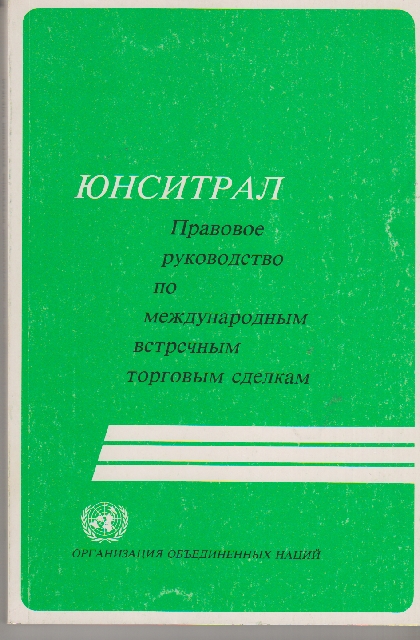 ЮНСИТРАЛ
Правовое
руководство
по
международным
встречным
торговым сделкам
ОРГАНИЗАЦИЯ ОБЪЕДИНЕННЫХ НАЦИЙ